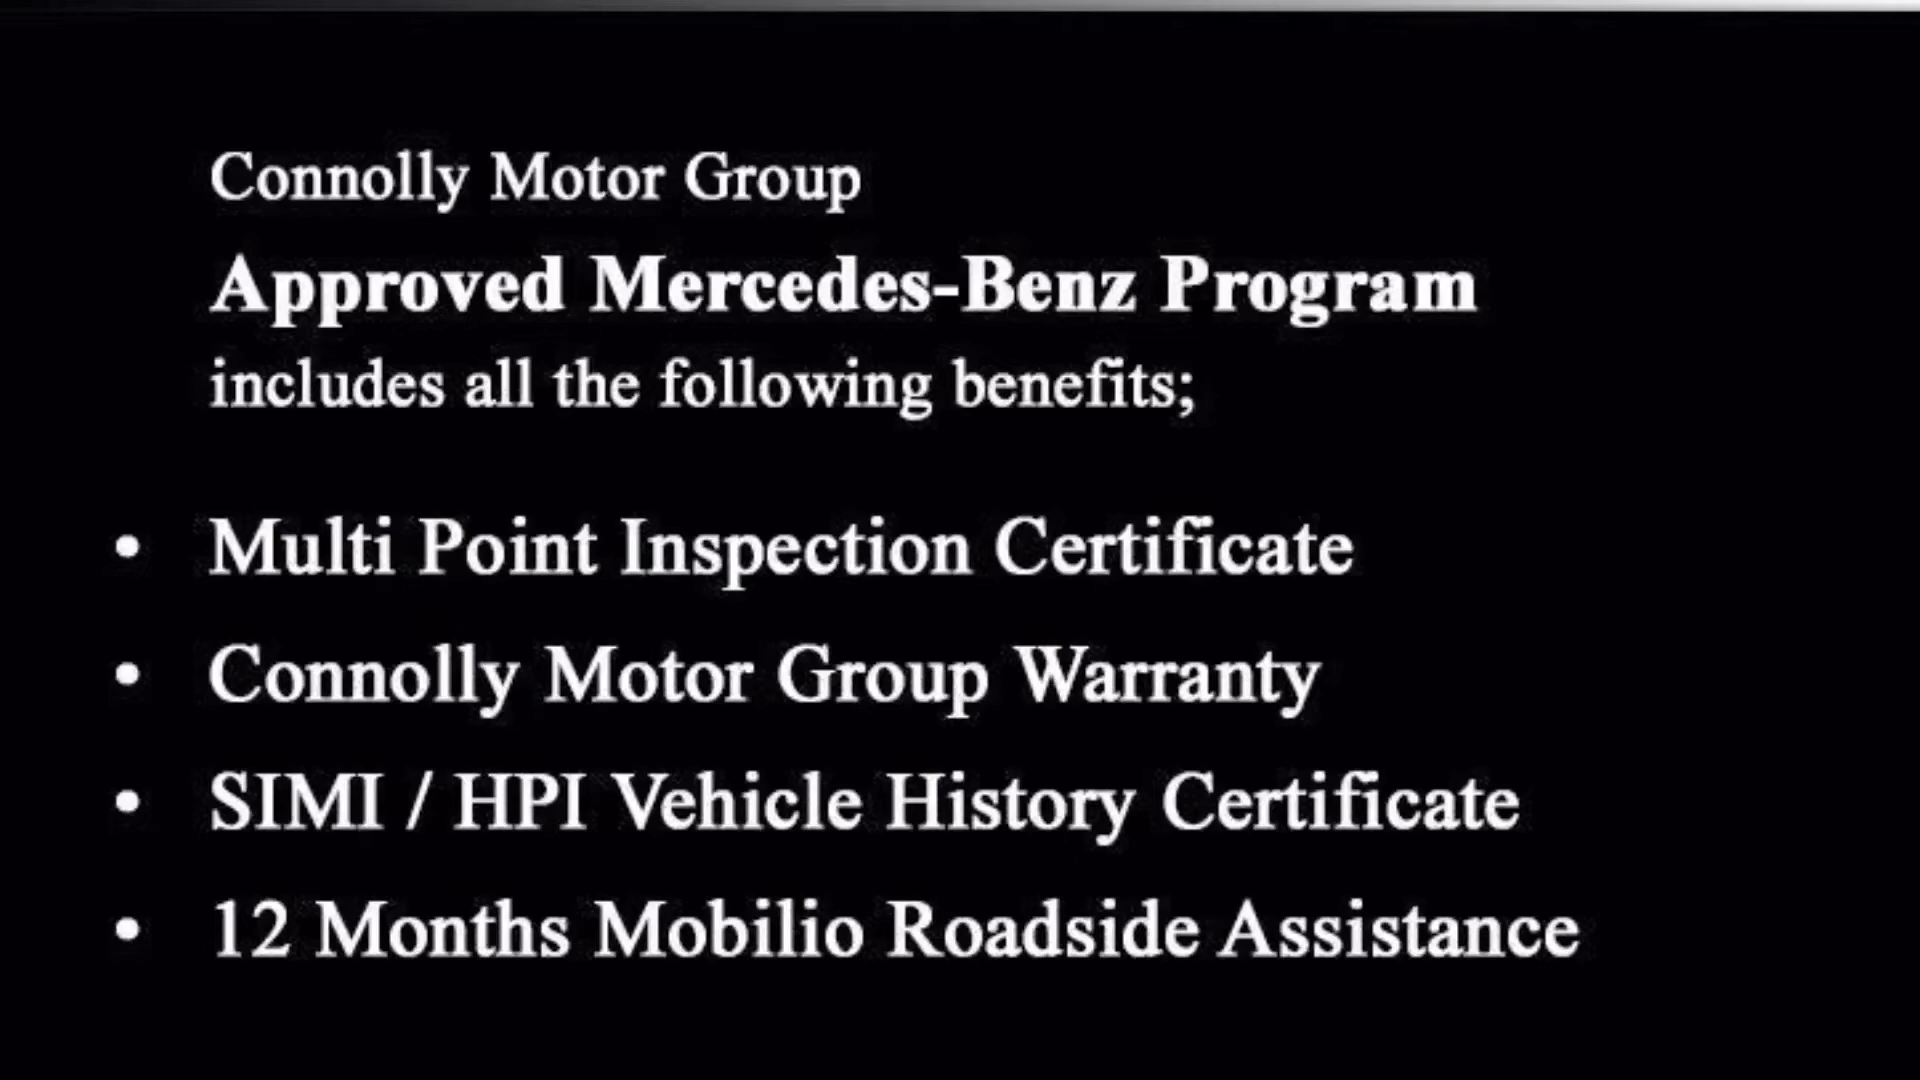 Connolly Motor Group
Approved Mercedes-Benz Program
includes all the following benefits;
• Multi Point Inspection Certificate
• Connolly Motor Group Warranty
• SIMI / HPI Vehicle History Certificate
• 12 Months Mobilio Roadside Assistance